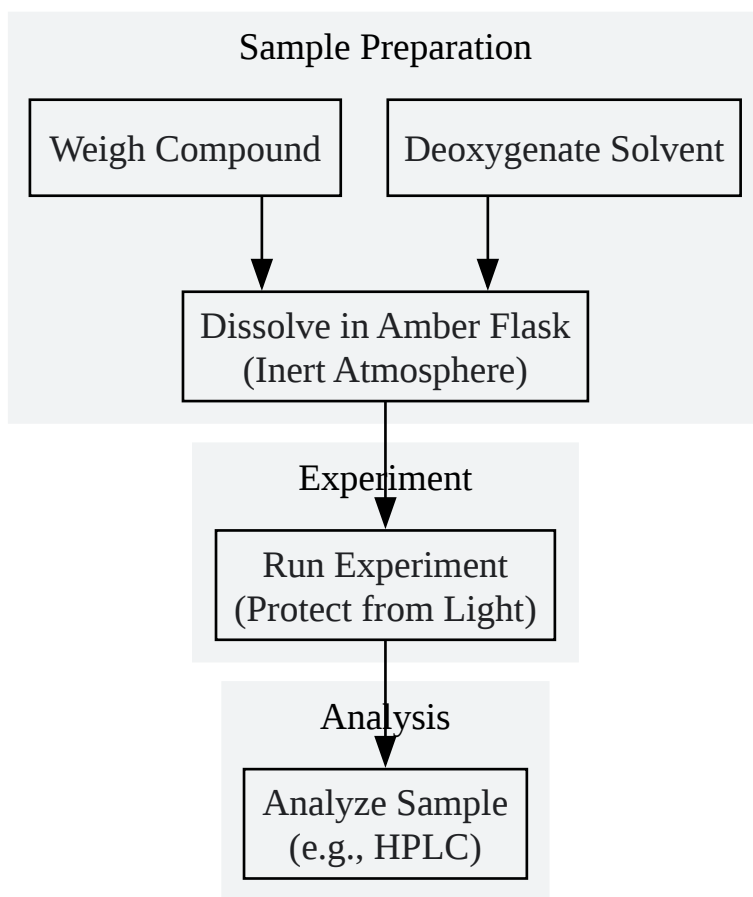 Sample Preparation
Weigh Compound
Deoxygenate Solvent
Dissolve in Amber Flask
(Inert Atmosphere)
Experiment
Run Experiment
(Protect from Light)
Analysis
Analyze Sample
(e.g., HPLC)